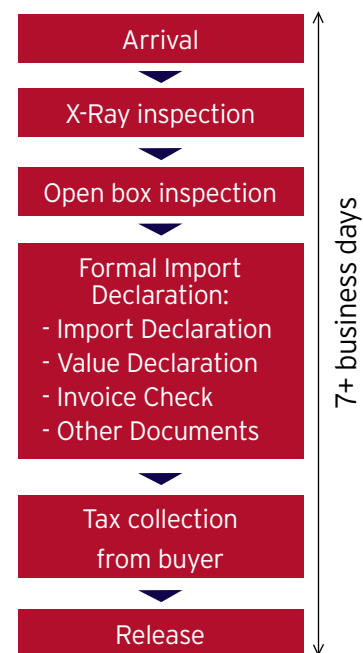 Arrival
X-Ray inspection
Open box inspection
Formal Import
Declaration:
- Import Declaration
- Value Declaration
- Invoice Check
- Other Documents
Tax collection
from buyer
Release
7+ business days